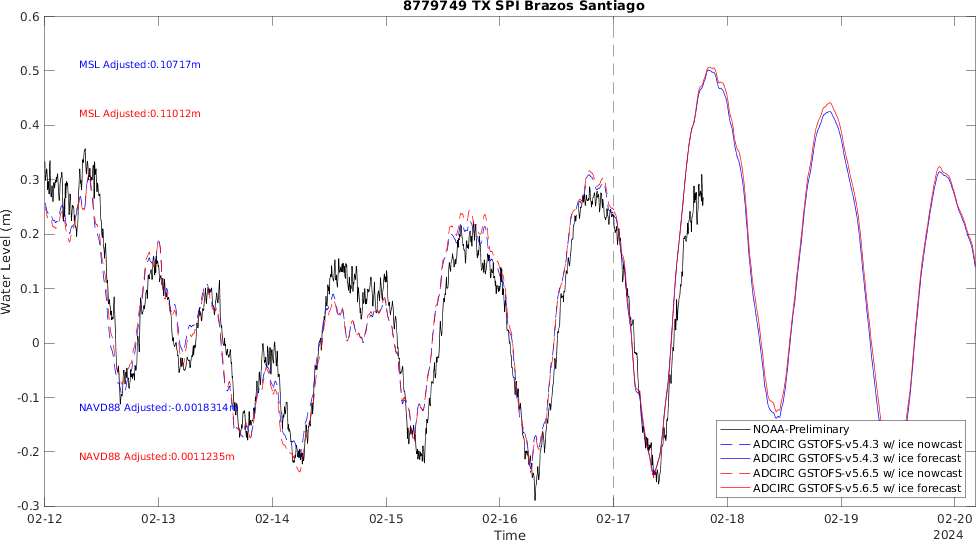 8779749 TX SPI Brazos Santiago
0.6
0.5
0.4
0.3
0.2
0.1
0
-0.1
-0.2
-0.3
Water Level (m)
MSL Adjusted:0.10717m
MSL Adjusted:0.11012m
NAVD88 Adjusted:-0.0018314m
NAVD88 Adjusted:0.0011235m
NOAA-Preliminary
ADCIRC GSTOFS-v5.4.3 w/ ice nowcast
ADCIRC GSTOFS-v5.4.3 w/ ice forecast
ADCIRC GSTOFS-v5.6.5 w/ ice nowcast
ADCIRC GSTOFS-v5.6.5 w/ ice forecast
02-12 02-13 02-14 02-15 02-16 02-17 02-18 02-19 02-20
2024
Time